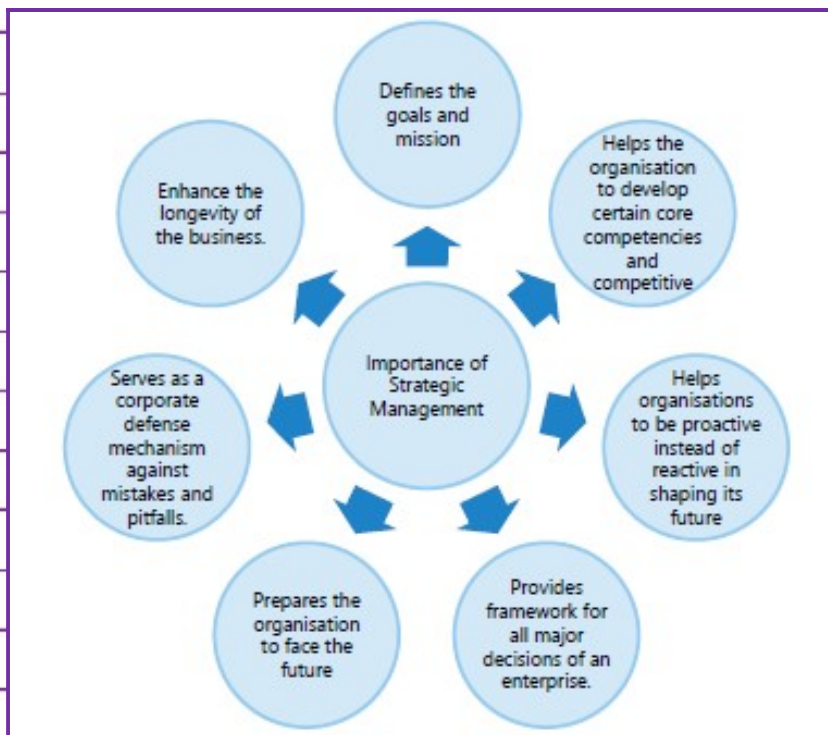 Defines the
goals and
mission
Helps the
organisation
to develop
certain core
competencies
and
competitive
Helps
organisations
to be proactive
instead of
reactive in
shaping its
future
Provides
framework for
all major
decisions of an
enterprise.
Prepares the
organisation
to face the
future
Serves as a
corporate
defense
mechanism
against
mistakes and
pitfalls.
Enhance the
longevity of
the business.
Importance of
Strategic
Management